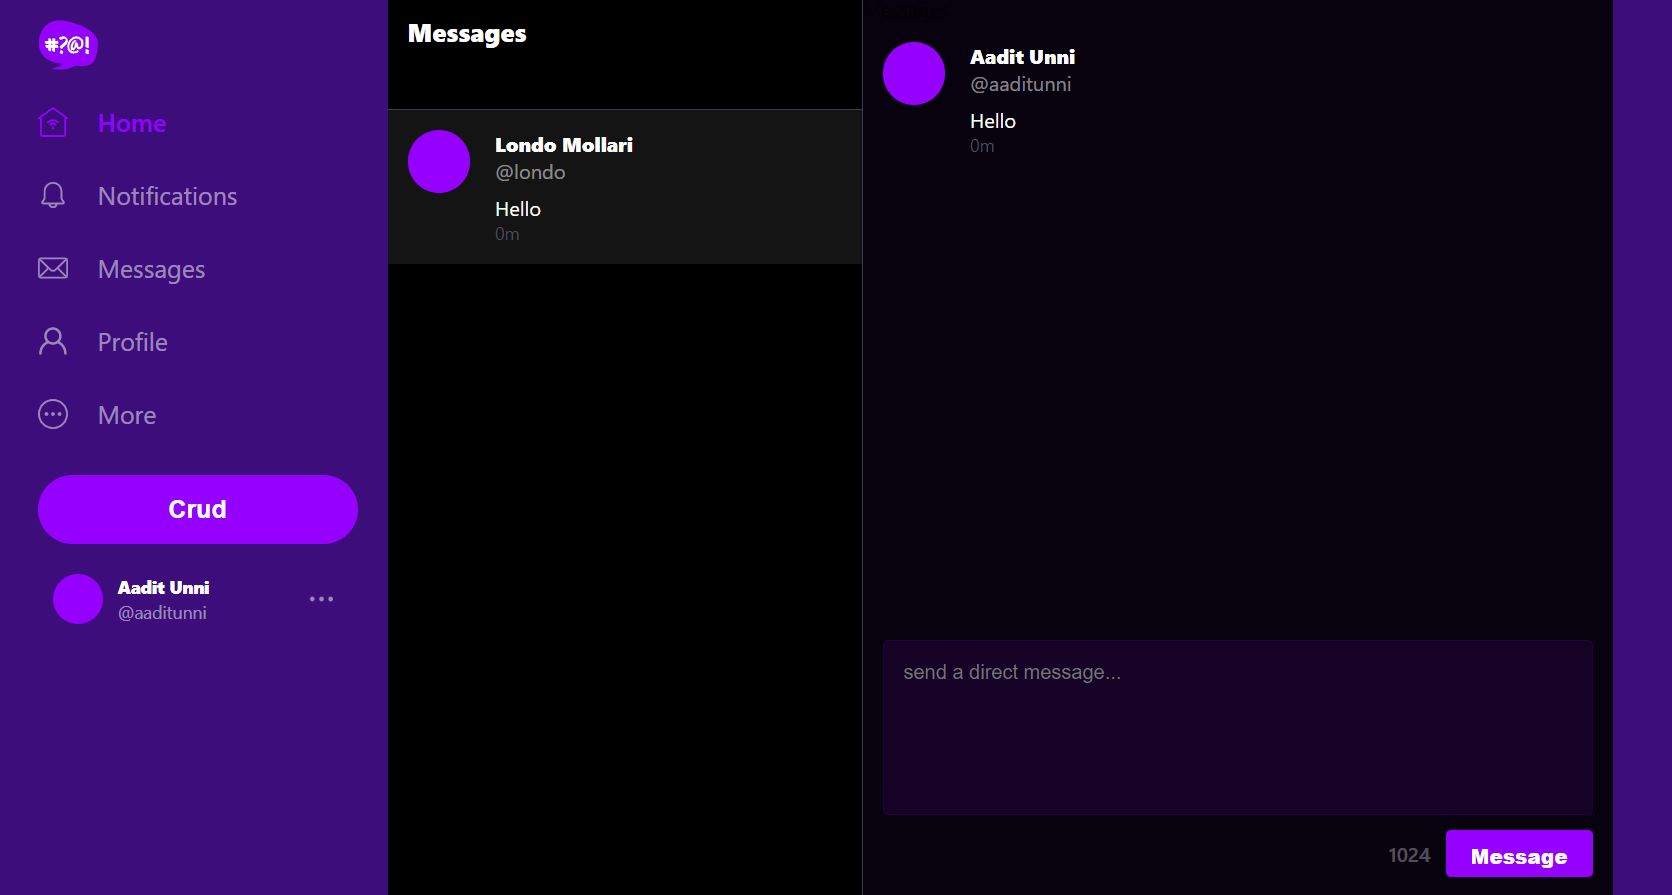 #?@!
Home
Notifications
Messages
Profile
More
Crud
Aadit Unni
@aaditunni
Messages
Londo Mollari
@londo
Hello
0m
Messages
Aadit Unni
@aaditunni
Hello
0m
send a direct message...
1024
Message